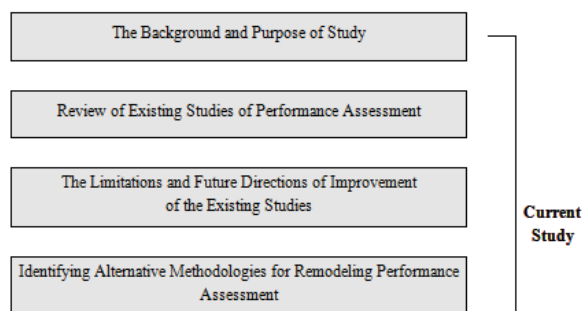 The Background and Purpose of Study
Review of Existing Studies of Performance Assessment
The Limitations and Future Directions of Improvement
of the Existing Studies
Current
Study
Identifying Alternative Methodologies for Remodeling Performance
Assessment